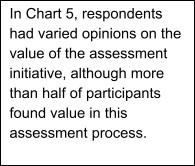 In Chart 5, respondents
had varied opinions on the
value of the assessment
initiative, although more
than half of participants
found value in this
assessment process.